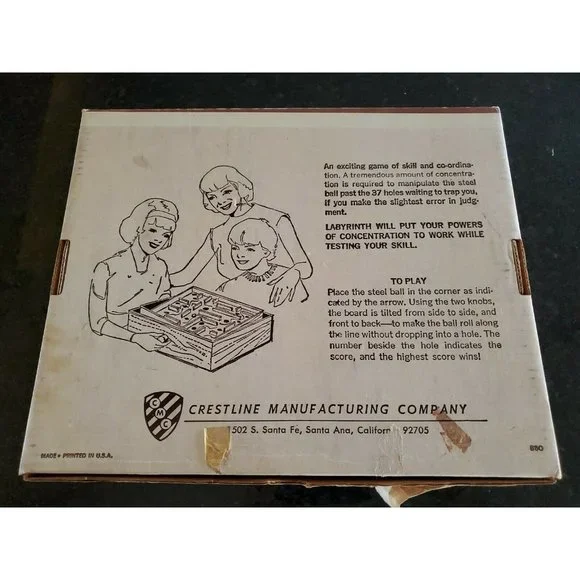 An exciting game of skill and co-ordina-
tion. A tremendous amount of concentra-
tion is required to manipulate the steel
ball past the 37 holes waiting to trap you,
if you make the slightest error in judg-
ment.
LABYRINTH WILL PUT YOUR POWERS
OF CONCENTRATION TO WORK WHILE
TESTING YOUR SKILL.
TO PLAY
Place the steel ball in the corner as indi-
cated by the arrow. Using the two knobs,
the board is tilted from side to side, and
front to back—to make the ball roll along
the line without dropping into a hole. The
number beside the hole indicates the
score, and the highest score wins!
CMC
CRESTLINE MANUFACTURING COMPANY
502 S. Santa Fe, Santa Ana, Californ 92705
MADE • PRINTED IN U.S.A.